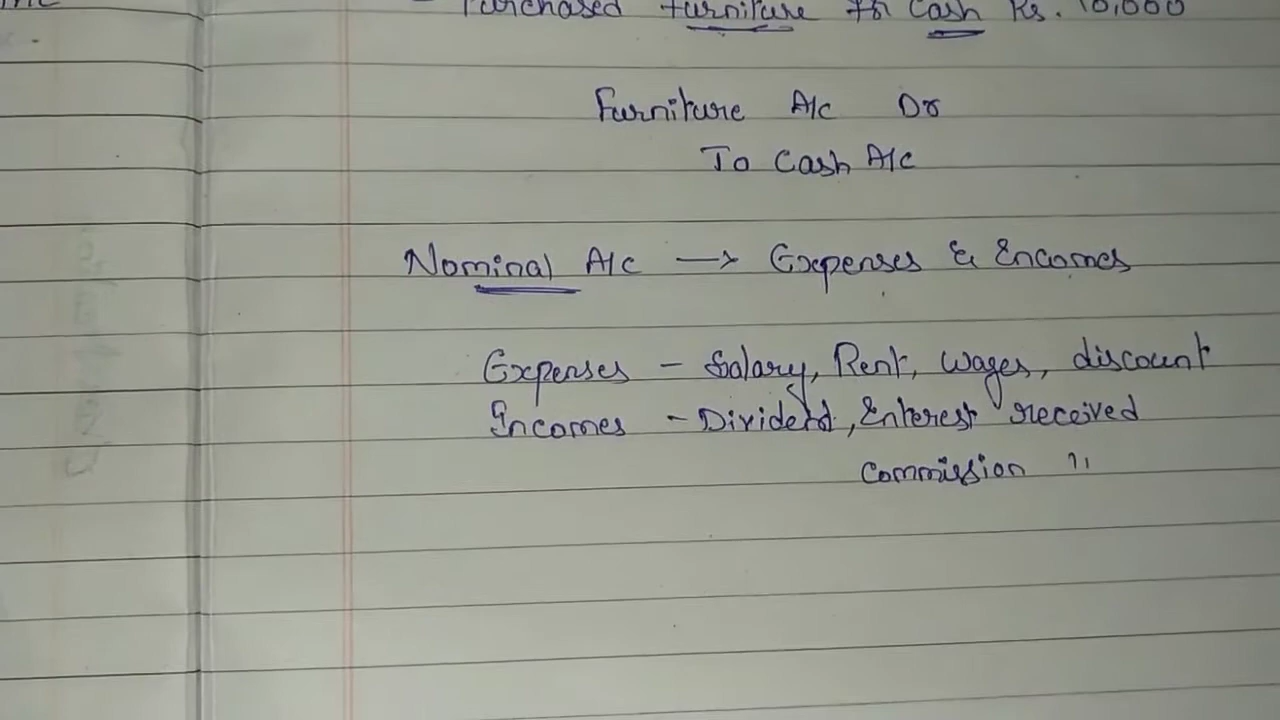 Purchased furniture for Cash Rs. 10,000
Furniture A/c Dr
To Cash A/c
Nominal A/c → Expenses & Incomes
Expenses - Salary, Rent, Wages, discount
Incomes - Dividend, Interest received
Commission "